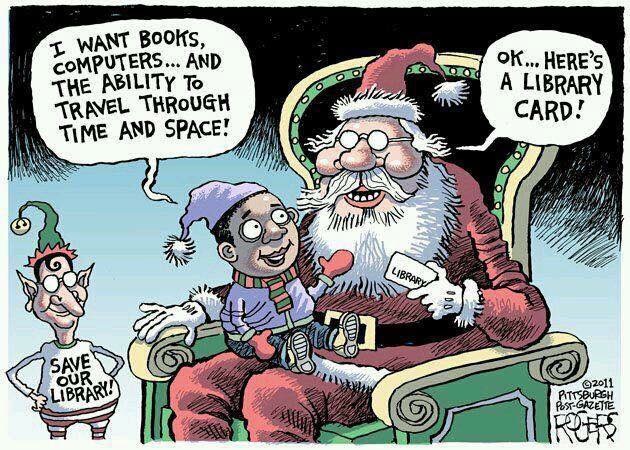 I WANT BOOKS,
COMPUTERS... AND
THE ABILITY TO
TRAVEL THROUGH
TIME AND SPACE!
OK... HERE'S
A LIBRARY
CARD!
LIBRARY
SAVE
OUR
LIBRARY!
©2011
PITTSBURGH
POST-GAZETTE
ROGERS